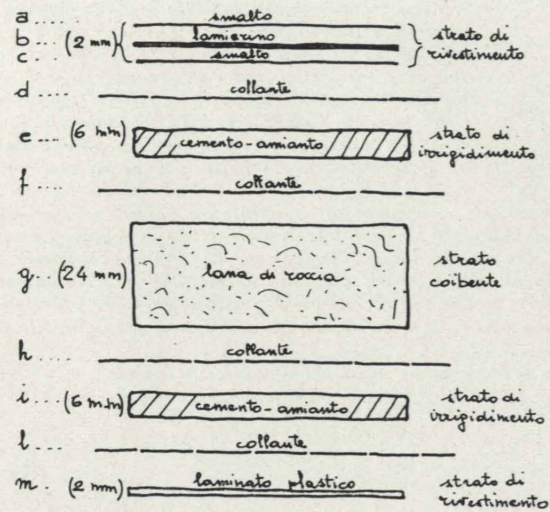 a .... smalto
b .... (2 mm) lamierino strato di rivestimento
c .... smalto
d .... collante
e ... (6 mm) cemento-amianto strato di irrigidimento
f .... collante
g ... (24 mm) lana di roccia strato coibente
h .... collante
i ... (6 mm) cemento-amianto strato di irrigidimento
l .... collante
m .. (2 mm) laminato plastico strato di rivestimento